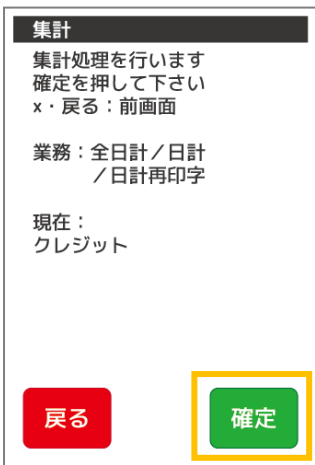 集計
集計処理を行います
確定を押して下さい
x・戻る：前画面
業務：全日計／日計
／日計再印字
現在：
クレジット
戻る
確定